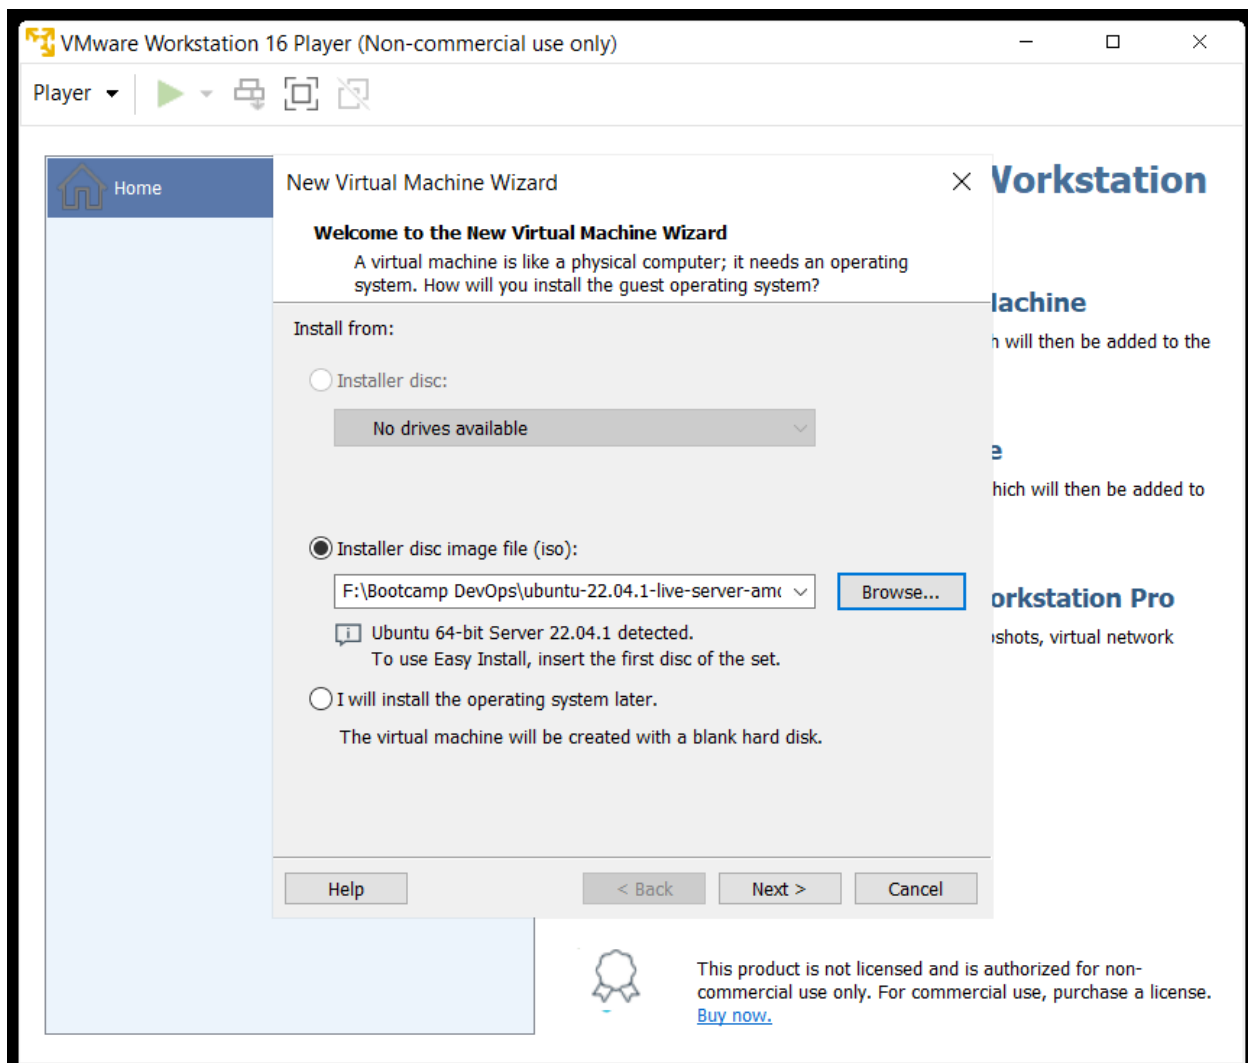 VMware Workstation 16 Player (Non-commercial use only)
Player
Home
New Virtual Machine Wizard
Welcome to the New Virtual Machine Wizard
A virtual machine is like a physical computer; it needs an operating
system. How will you install the guest operating system?
Install from:
Installer disc:
No drives available
Installer disc image file (iso):
F:\Bootcamp DevOps\ubuntu-22.04.1-live-server-am
Browse...
Ubuntu 64-bit Server 22.04.1 detected.
To use Easy Install, insert the first disc of the set.
I will install the operating system later.
The virtual machine will be created with a blank hard disk.
Help
< Back
Next >
Cancel
Workstation
achine
will then be added to the
e
hich will then be added to
orkstation Pro
shots, virtual network
This product is not licensed and is authorized for non-
commercial use only. For commercial use, purchase a license.
Buy now.